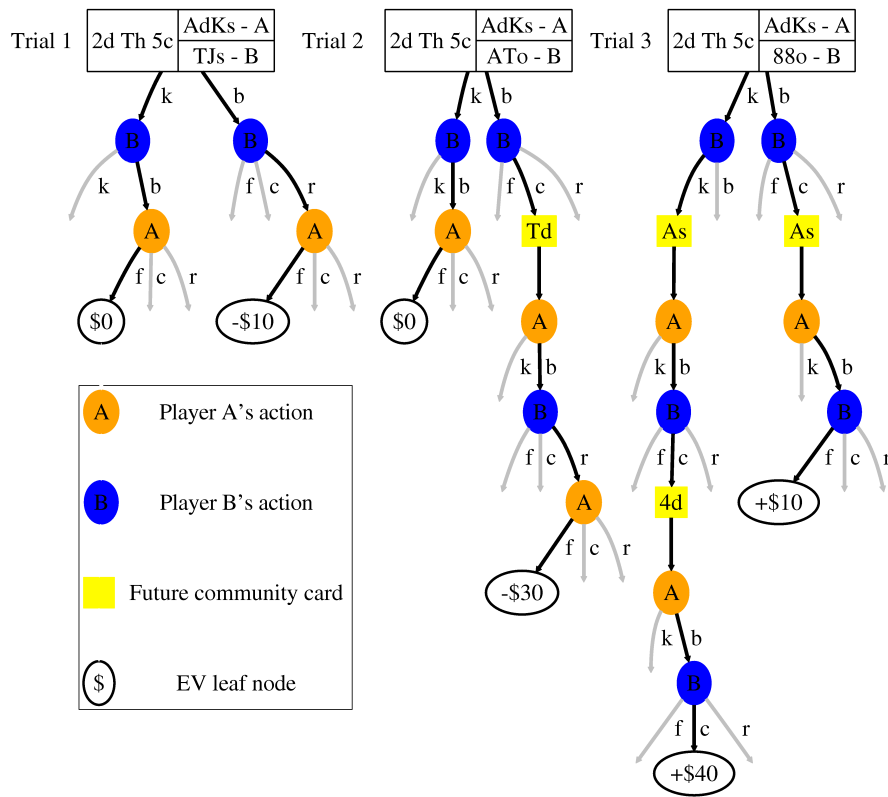 Trial 1
2d Th 5c
AdKs - A
TJs - B
Trial 2
2d Th 5c
AdKs - A
ATo - B
Trial 3
2d Th 5c
AdKs - A
88o - B
k b k b k b
B B B B B B
k b f c r k b f c r k b f c r
A A A Td As As
f c r f c r f c r
$0 -$10 $0 A A A
k b k b k b
A Player A's action
B B B
f c r f c r f c r
B Player B's action
A 4d +$10
f c r
Future community card
-$30 A
k b
$ EV leaf node
B
f c r
+$40